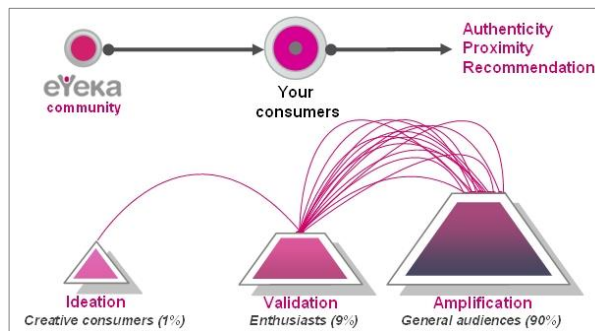 Authenticity
Proximity
Recommendation
eYeka
community
Your
consumers
Ideation
Creative consumers (1%)
Validation
Enthusiasts (9%)
Amplification
General audiences (90%)